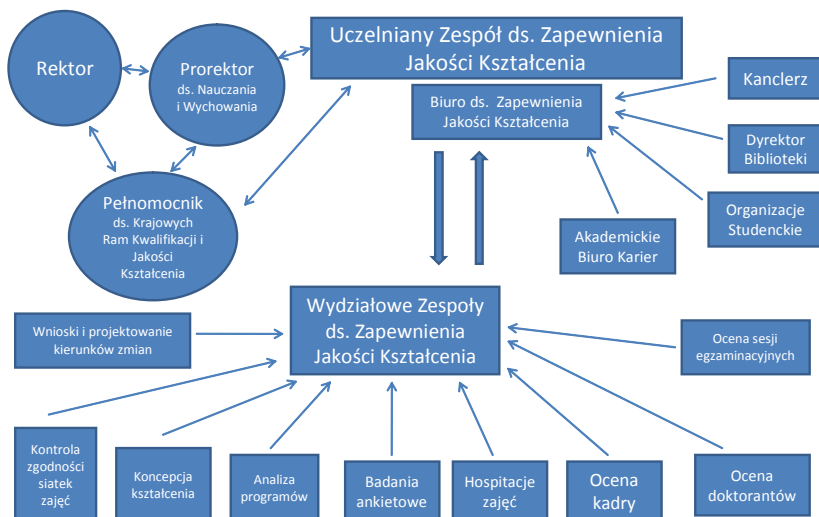 Rektor
Prorektor
ds. Nauczania
i Wychowania
Uczelniany Zespół ds. Zapewnienia
Jakości Kształcenia
Biuro ds. Zapewnienia
Jakości Kształcenia
Kanclerz
Dyrektor
Biblioteki
Organizacje
Studenckie
Akademickie
Biuro Karier
Pełnomocnik
ds. Krajowych
Ram Kwalifikacji i
Jakości
Kształcenia
Wydziałowe Zespoły
ds. Zapewnienia
Jakości Kształcenia
Wnioski i projektowanie
kierunków zmian
Ocena sesji
egzaminacyjnych
Kontrola
zgodności
siatek
zajęć
Koncepcja
kształcenia
Analiza
programów
Badania
ankietowe
Hospitacje
zajęć
Ocena
kadry
Ocena
doktorantów